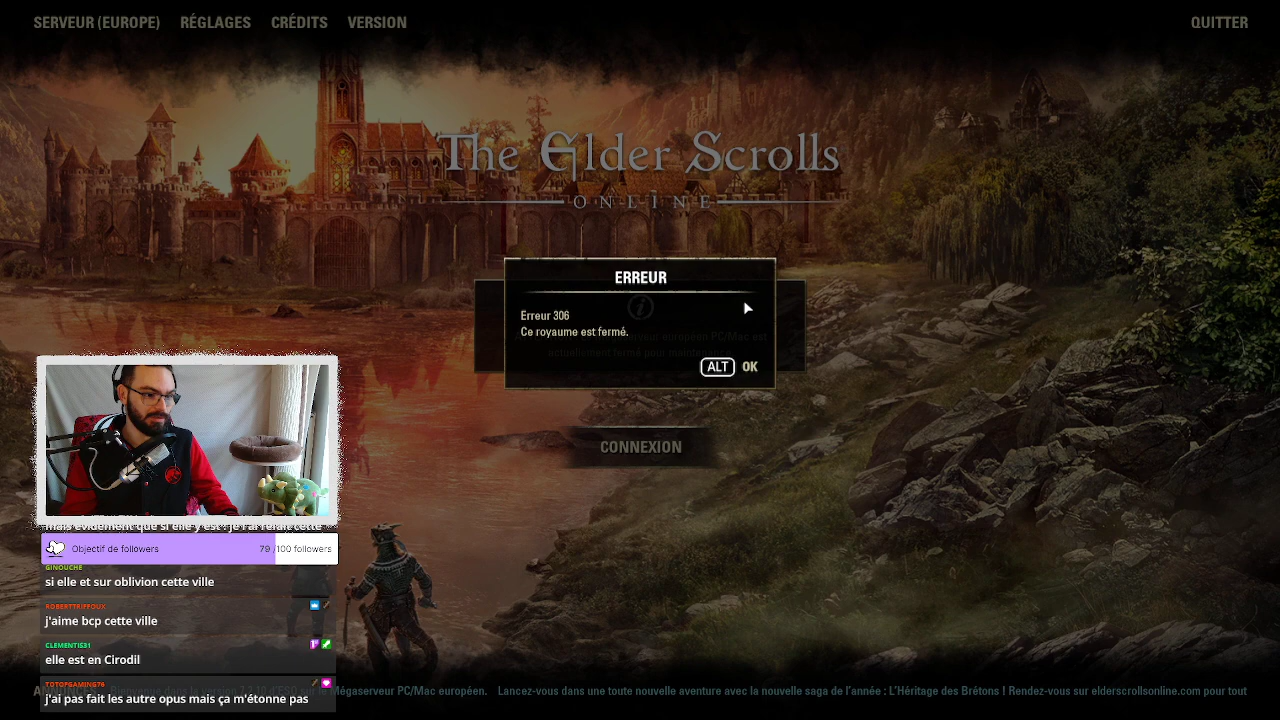 SERVEUR (EUROPE) RÉGLAGES CRÉDITS VERSION QUITTER
The Elder Scrolls
ONLINE
ERREUR
Erreur 306
Ce royaume est fermé.
ALT OK
CONNEXION
Objectif de followers 79 / 100 followers
GINOUCHE
si elle et sur oblivion cette ville
ROBERTTRIFFOUX
j'aime bcp cette ville
CLEMENTIS31
elle est en Cirodil
TOTOFGAMING76
j'ai pas fait les autre opus mais ça m'étonne pas
Mégaserveur PC/Mac européen. Lancez-vous dans une toute nouvelle aventure avec la nouvelle saga de l'année : L'Héritage des Brétons ! Rendez-vous sur elderscrollsonline.com pour tout